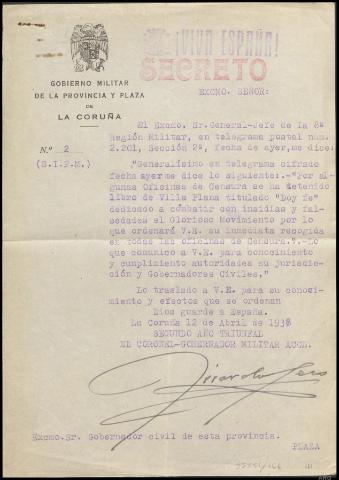 ¡VIVA ESPAÑA!
SECRETO
GOBIERNO MILITAR
DE LA PROVINCIA Y PLAZA
DE
LA CORUÑA
EXCMO. SEÑOR:
N.º 2
(S.I.P.M.)
El Excmo. Sr. General-Jefe de la 8ª
Región Militar, en telegrama postal núm.
2.201, Sección 2ª, fecha de ayer, me dice:
"Generalísimo en telegrama cifrado
fecha ayer me dice lo siguiente:-"Por al-
gunas Oficinas de Censura se ha detenido
libro de Villa Plana titulado "Doy fe"
dedicado a combatir con insidias y fal-
sedades el Glorioso Movimiento por lo
que ordenará V.E. su inmediata recogida
en todas las oficinas de Censura".-Lo
que comunico a V.E. para conocimiento
y cumplimiento autoridades su jurisdic-
ción y Gobernadores Civiles,"
Lo traslado a V.E. para su conoci-
miento y efectos que se ordenan
Dios guarde a España.
La Coruña 12 de Abril de 1938
SEGUNDO AÑO TRIUNFAL
EL CORONEL-GOBERNADOR MILITAR ACCL.
Excmo. Sr. Gobernador civil de esta provincia.
PLAZA